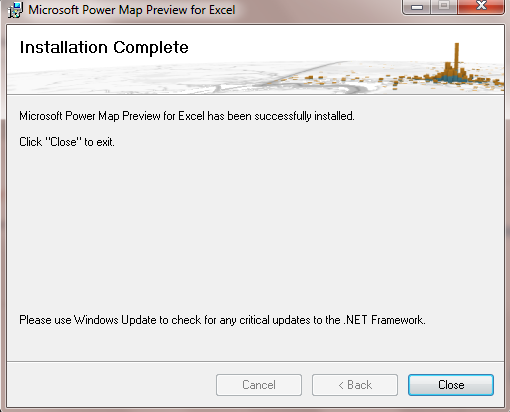 Microsoft Power Map Preview for Excel
Installation Complete
Microsoft Power Map Preview for Excel has been successfully installed.
Click "Close" to exit.
Please use Windows Update to check for any critical updates to the .NET Framework.
Cancel
< Back
Close